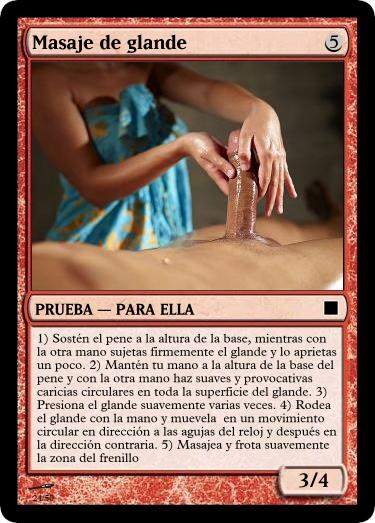 Masaje de glande 5
PRUEBA — PARA ELLA
1) Sostén el pene a la altura de la base, mientras con
la otra mano sujetas firmemente el glande y lo aprietas
un poco. 2) Mantén tu mano a la altura de la base del
pene y con la otra mano haz suaves y provocativas
caricias circulares en toda la superficie del glande. 3)
Presiona el glande suavemente varias veces. 4) Rodea
el glande con la mano y muevela en un movimiento
circular en dirección a las agujas del reloj y después en
la dirección contraria. 5) Masajea y frota suavemente
la zona del frenillo
3/4
24/50